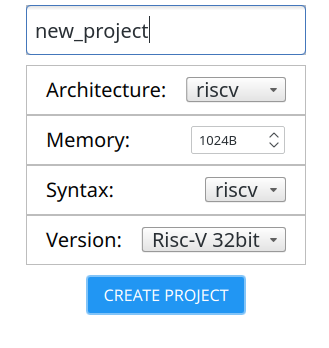 new_project
Architecture: riscv
Memory: 1024B
Syntax: riscv
Version: Risc-V 32bit
CREATE PROJECT